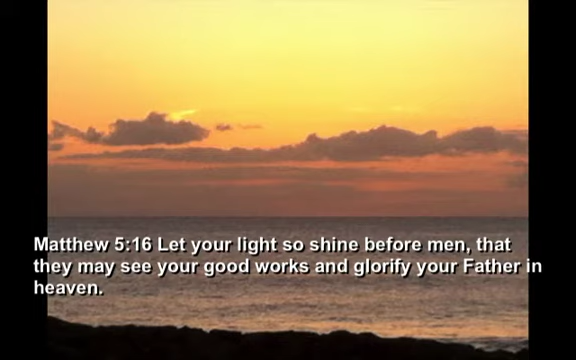 Matthew 5:16 Let your light so shine before men, that
they may see your good works and glorify your Father in
heaven.